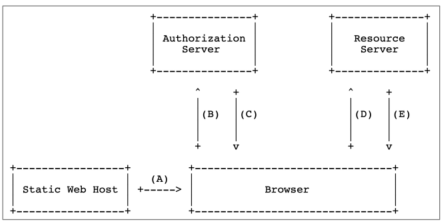 Authorization Server
Resource Server
(B)
(C)
(D)
(E)
(A)
Static Web Host
Browser